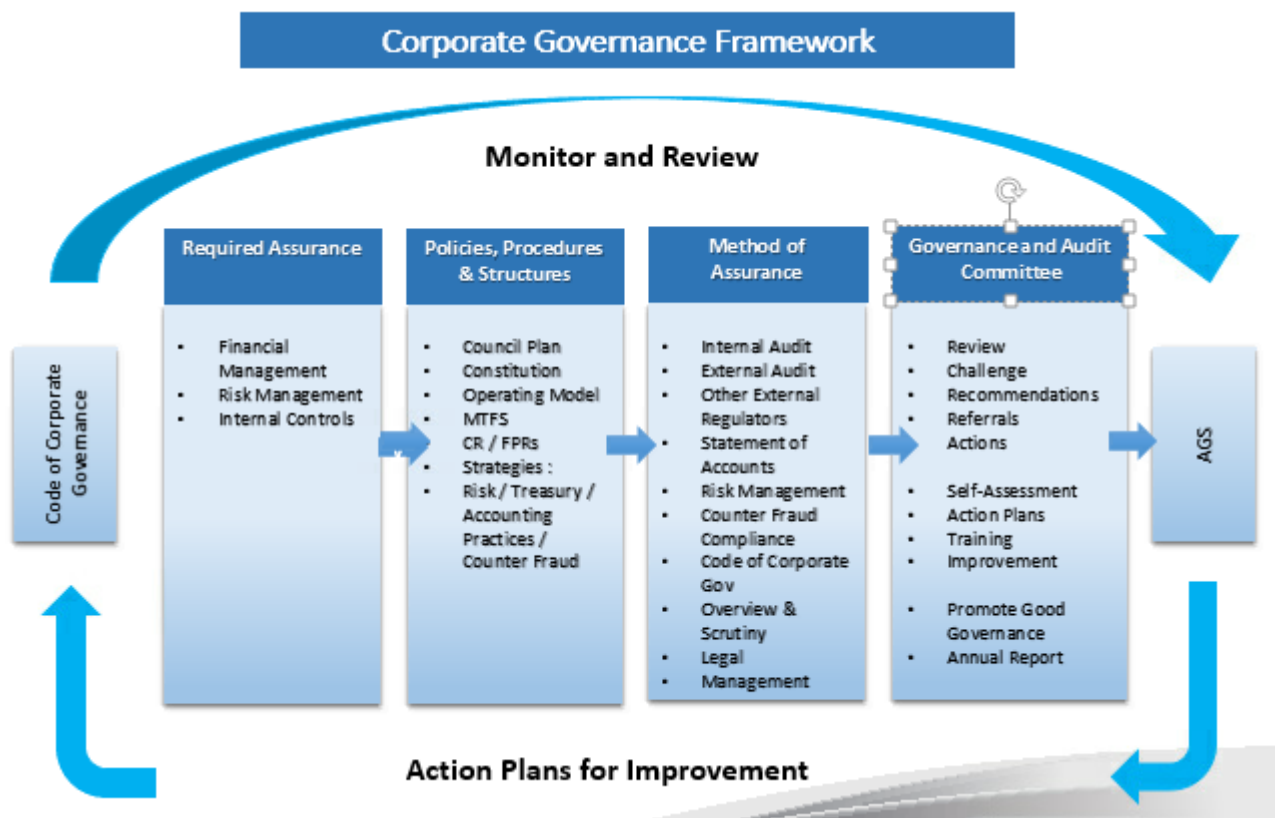 Corporate Governance Framework
Monitor and Review
Code of Corporate
Governance
Required Assurance
• Financial
Management
• Risk Management
• Internal Controls
x
Policies, Procedures
& Structures
• Council Plan
• Constitution
• Operating Model
• MTFS
• CR / FPRs
• Strategies :
• Risk / Treasury /
Accounting
Practices /
Counter Fraud
Method of
Assurance
• Internal Audit
• External Audit
• Other External
Regulators
• Statement of
Accounts
• Risk Management
• Counter Fraud
Compliance
• Code of Corporate
Gov
• Overview &
Scrutiny
• Legal
• Management
Governance and Audit
Committee
• Review
• Challenge
• Recommendations
• Referrals
• Actions
• Self-Assessment
• Action Plans
• Training
• Improvement
• Promote Good
Governance
• Annual Report
AGS
Action Plans for Improvement